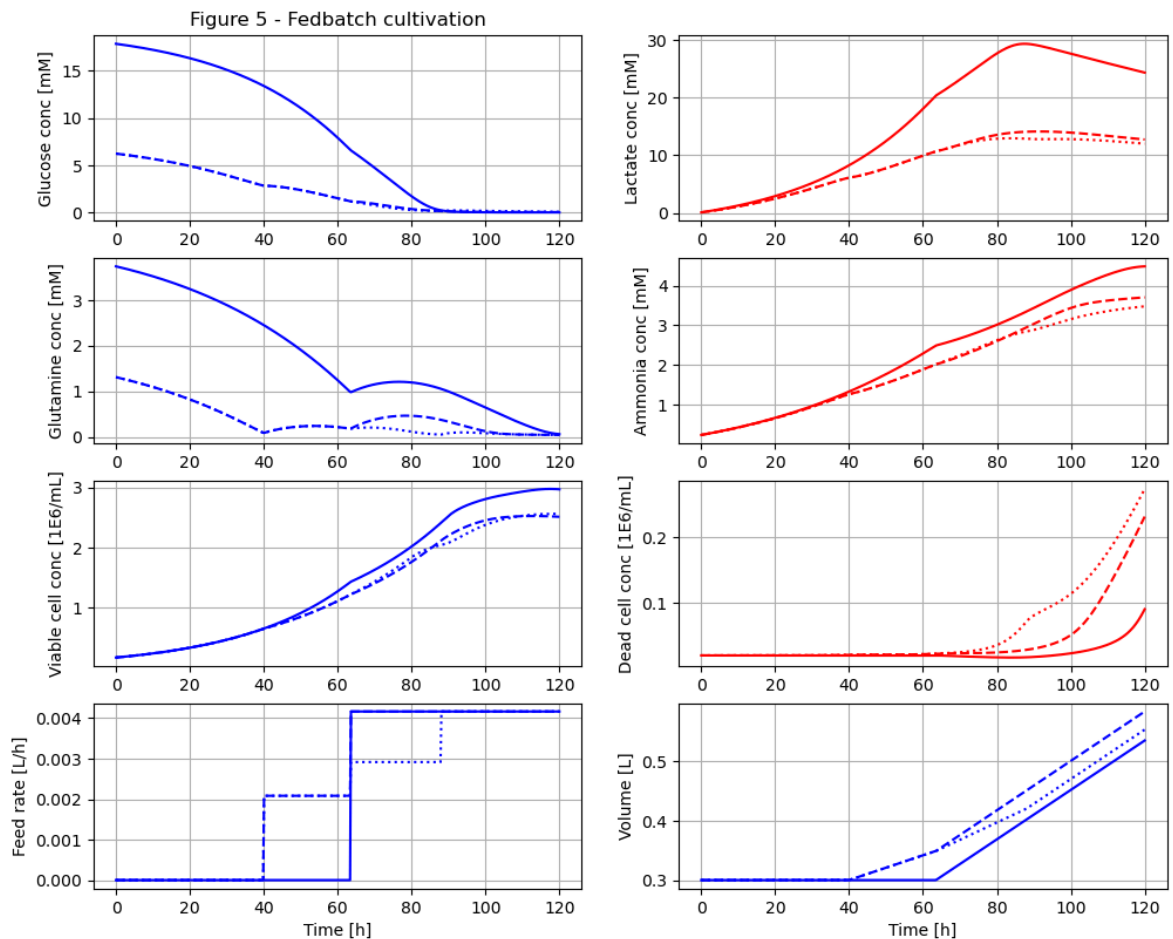 Figure 5 - Fedbatch cultivation
Glucose conc [mM]
15
10
5
0
0 20 40 60 80 100 120
Lactate conc [mM]
30
20
10
0
0 20 40 60 80 100 120
Glutamine conc [mM]
3
2
1
0
0 20 40 60 80 100 120
Ammonia conc [mM]
4
3
2
1
0 20 40 60 80 100 120
Viable cell conc [1E6/mL]
3
2
1
0 20 40 60 80 100 120
Dead cell conc [1E6/mL]
0.2
0.1
0 20 40 60 80 100 120
Feed rate [L/h]
0.004
0.003
0.002
0.001
0.000
0 20 40 60 80 100 120
Time [h]
Volume [L]
0.5
0.4
0.3
0 20 40 60 80 100 120
Time [h]